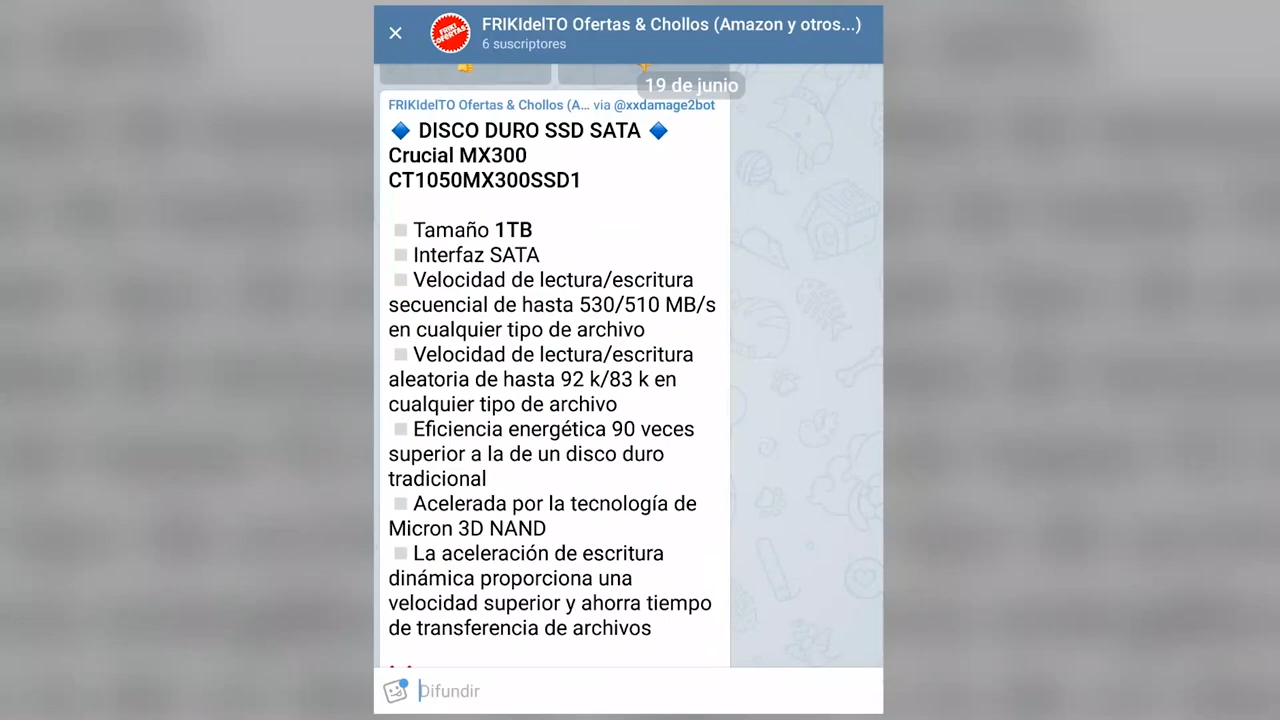 FRIKIdelTO Ofertas & Chollos (Amazon y otros...)
6 suscriptores
FRIKI
OFERTAS
19 de junio
FRIKIdelTO Ofertas & Chollos (A... via @xxdamage2bot
🔷 DISCO DURO SSD SATA 🔷
Crucial MX300
CT1050MX300SSD1
◽Tamaño 1TB
◽Interfaz SATA
◽Velocidad de lectura/escritura
secuencial de hasta 530/510 MB/s
en cualquier tipo de archivo
◽Velocidad de lectura/escritura
aleatoria de hasta 92 k/83 k en
cualquier tipo de archivo
◽Eficiencia energética 90 veces
superior a la de un disco duro
tradicional
◽Acelerada por la tecnología de
Micron 3D NAND
◽La aceleración de escritura
dinámica proporciona una
velocidad superior y ahorra tiempo
de transferencia de archivos
Difundir